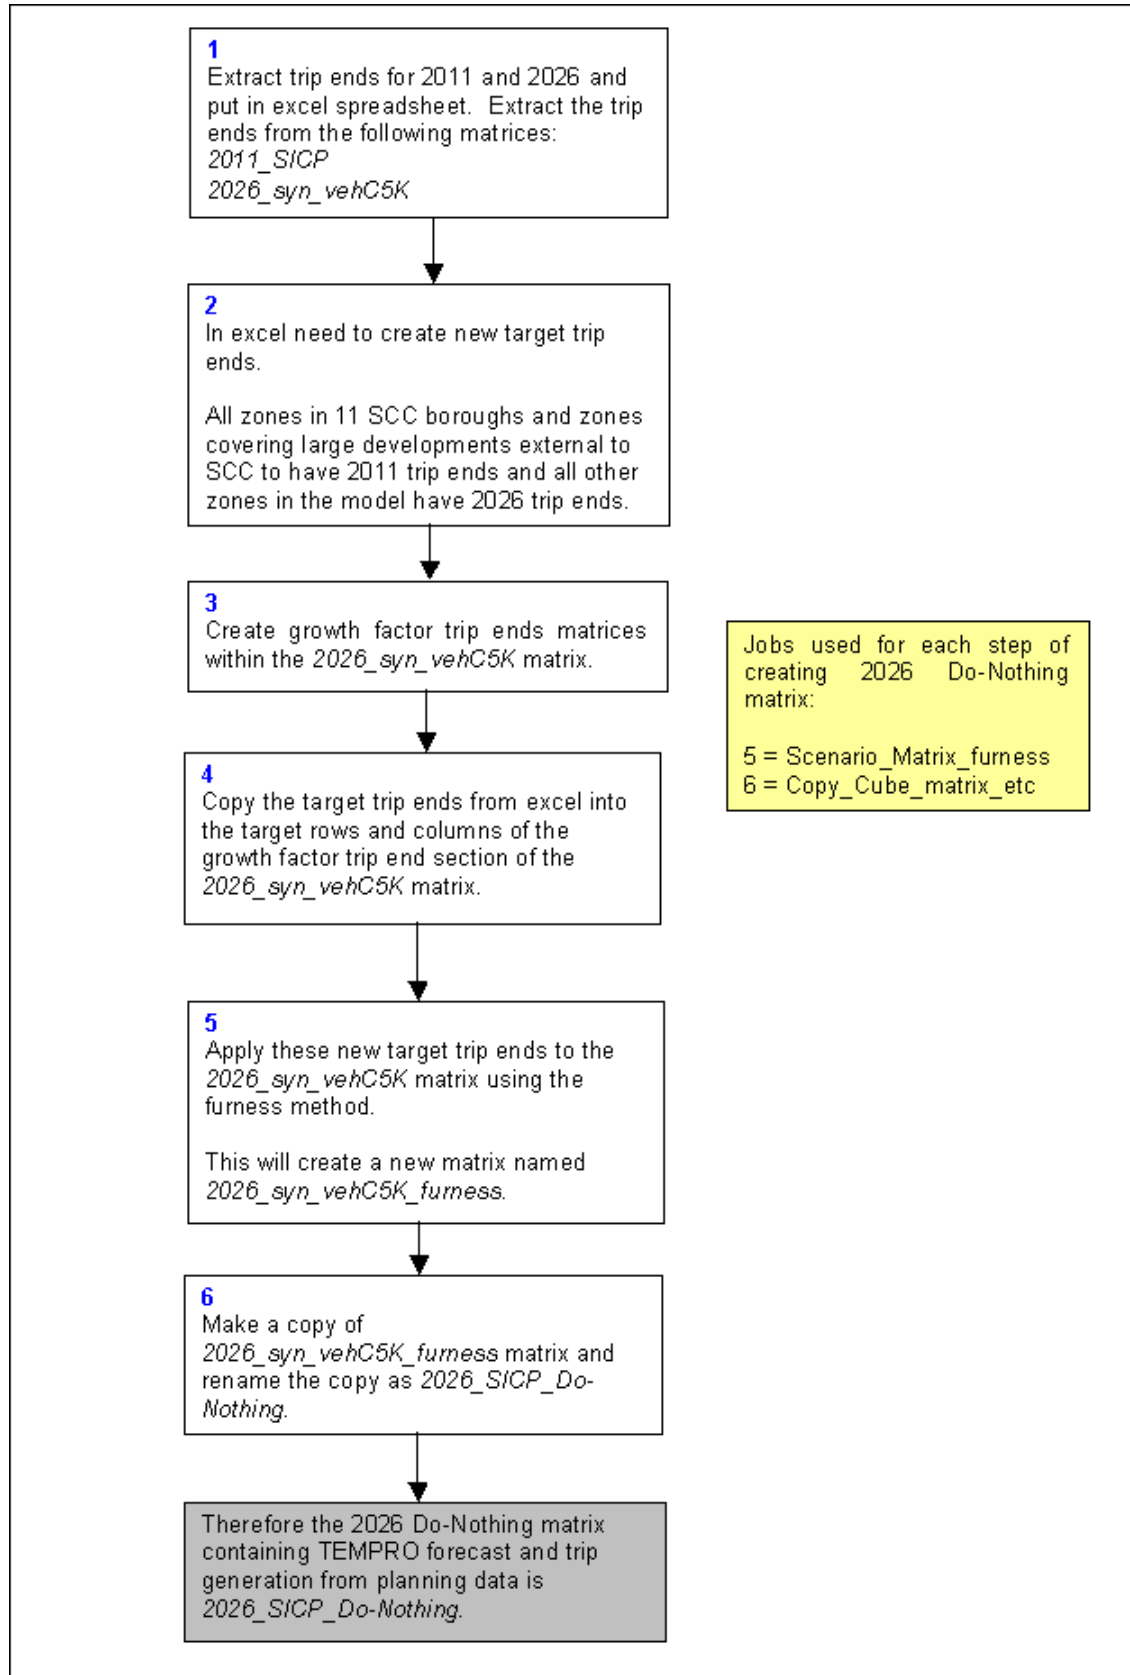 1
Extract trip ends for 2011 and 2026 and
put in excel spreadsheet. Extract the trip
ends from the following matrices:
2011_SICP
2026_syn_vehC5K
2
In excel need to create new target trip
ends.
All zones in 11 SCC boroughs and zones
covering large developments external to
SCC to have 2011 trip ends and all other
zones in the model have 2026 trip ends.
3
Create growth factor trip ends matrices
within the 2026_syn_vehC5K matrix.
Jobs used for each step of
creating 2026 Do-Nothing
matrix:
5 = Scenario_Matrix_furness
6 = Copy_Cube_matrix_etc
4
Copy the target trip ends from excel into
the target rows and columns of the
growth factor trip end section of the
2026_syn_vehC5K matrix.
5
Apply these new target trip ends to the
2026_syn_vehC5K matrix using the
furness method.
This will create a new matrix named
2026_syn_vehC5K_furness.
6
Make a copy of
2026_syn_vehC5K_furness matrix and
rename the copy as 2026_SICP_Do-
Nothing.
Therefore the 2026 Do-Nothing matrix
containing TEMPRO forecast and trip
generation from planning data is
2026_SICP_Do-Nothing.